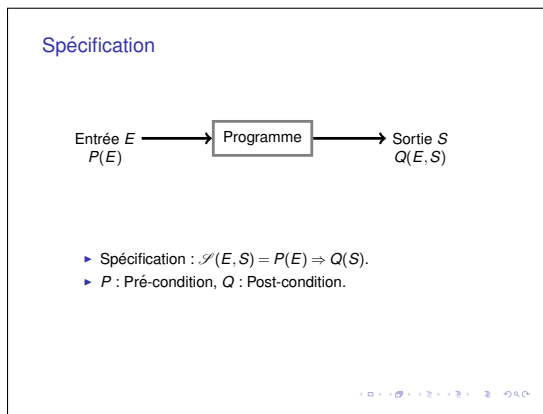 Spécification
Entrée E
P(E)
Programme
Sortie S
Q(E,S)
▶ Spécification : 𝒮(E,S) = P(E) ⇒ Q(S).
▶ P : Pré-condition, Q : Post-condition.